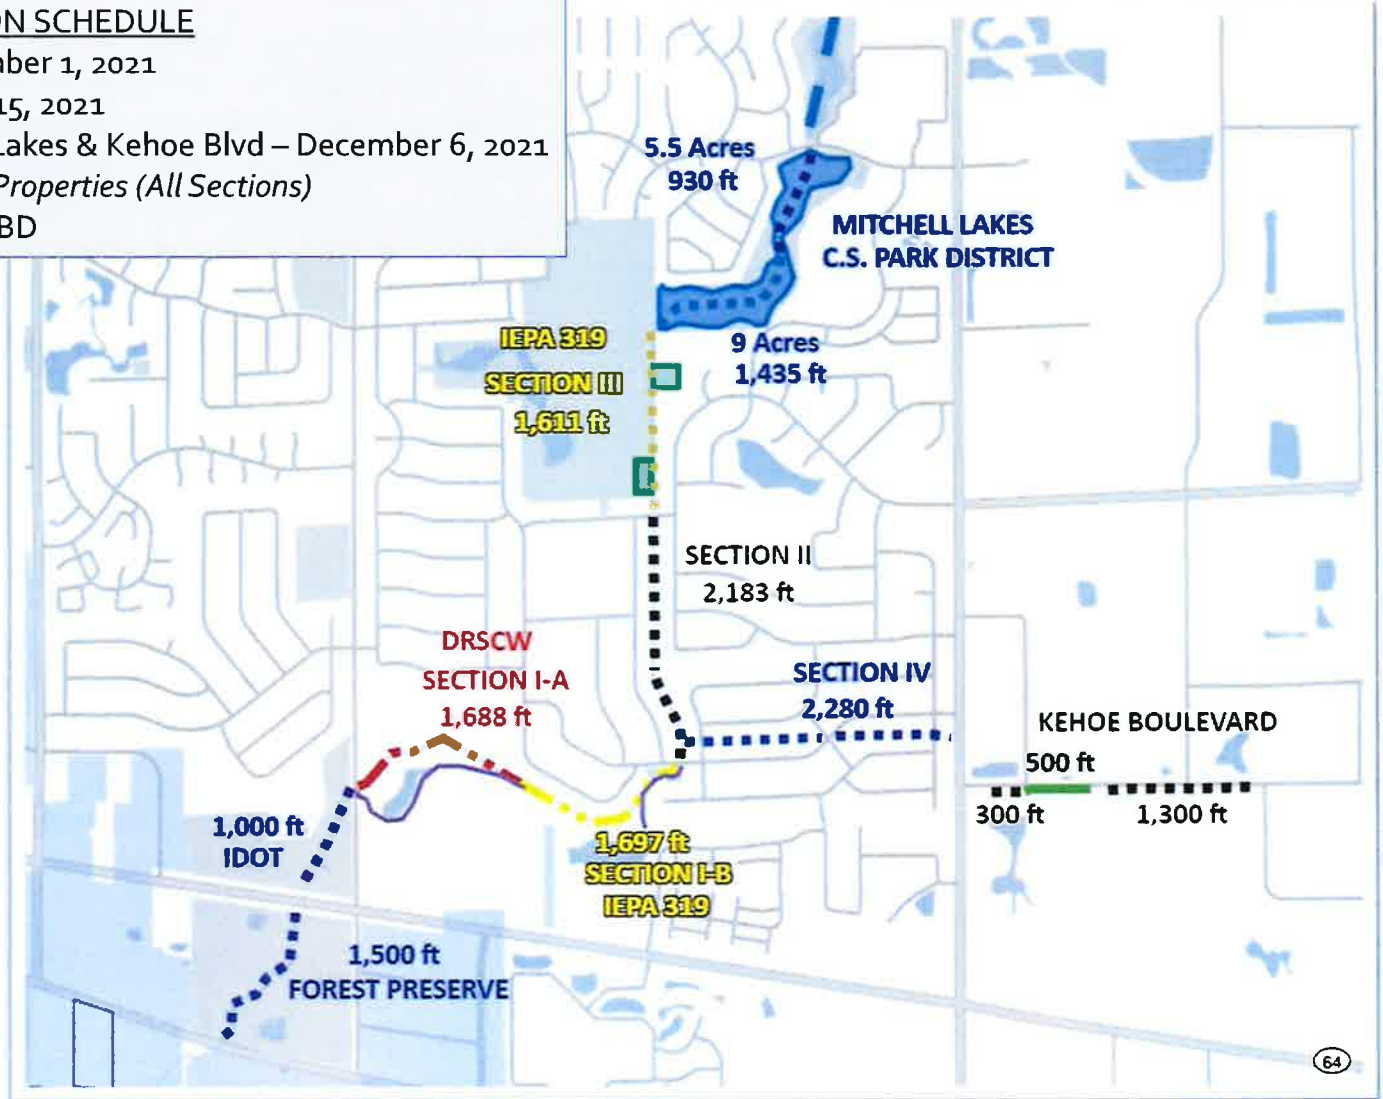 ON SCHEDULE
ber 1, 2021
15, 2021
Lakes & Kehoe Blvd – December 6, 2021
Properties (All Sections)
BD
5.5 Acres
930 ft
MITCHELL LAKES
C.S. PARK DISTRICT
IEPA 319
SECTION III
1,611 ft
9 Acres
1,435 ft
SECTION II
2,183 ft
DRSCW
SECTION I-A
1,688 ft
SECTION IV
2,280 ft
KEHOE BOULEVARD
500 ft
300 ft
1,300 ft
1,000 ft
IDOT
1,697 ft
SECTION I-B
IEPA 319
1,500 ft
FOREST PRESERVE
64